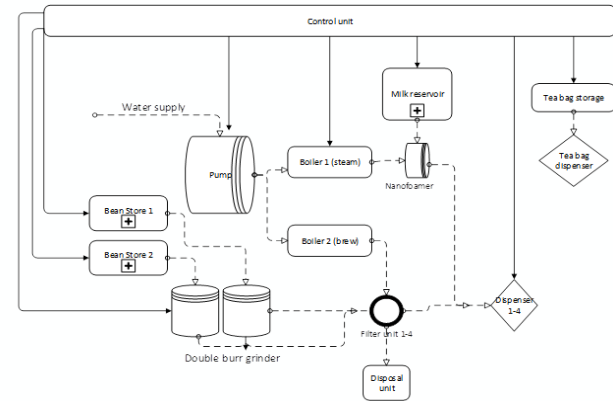 Control unit
Water supply
Milk reservoir
Tea bag storage
Pump
Boiler 1 (steam)
Tea bag
dispenser
Nanofoamer
Bean Store 1
Boiler 2 (brew)
Bean Store 2
Dispenser
1-4
Filter unit 1-4
Double burr grinder
Disposal
unit